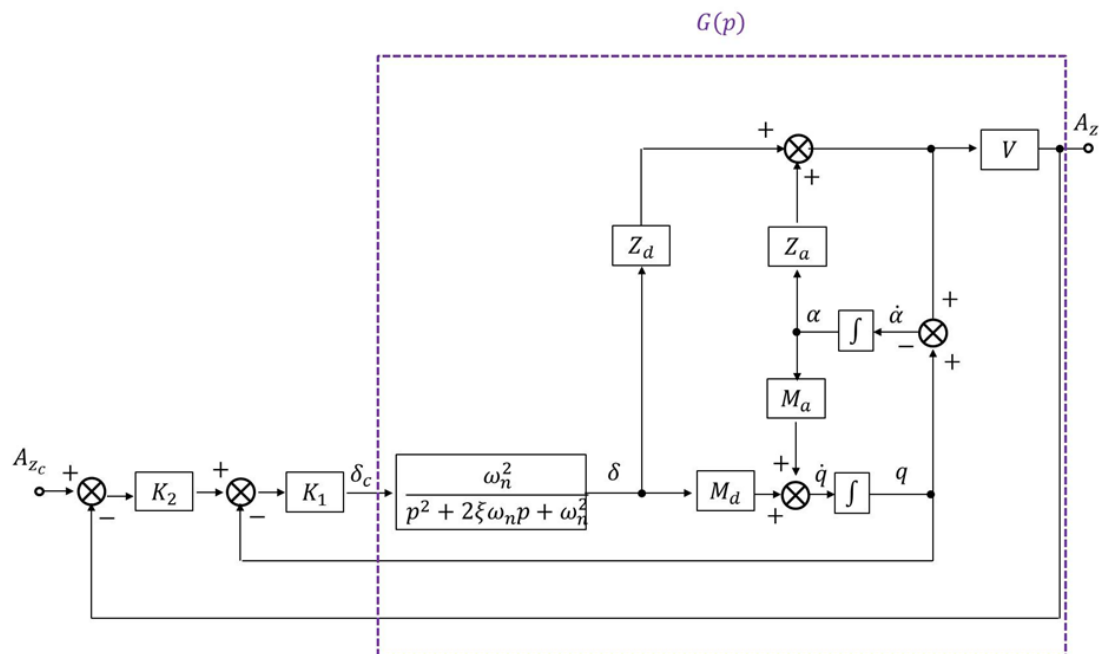 G(p)
+
V
A_z
+
Z_d
Z_a
+
α
∫
α̇
−
+
M_a
A_{z_c}
+
K_2
+
K_1
δ_c
ω_n^2
p^2 + 2ξω_n p + ω_n^2
δ
M_d
+
q̇
∫
q
−
−
+